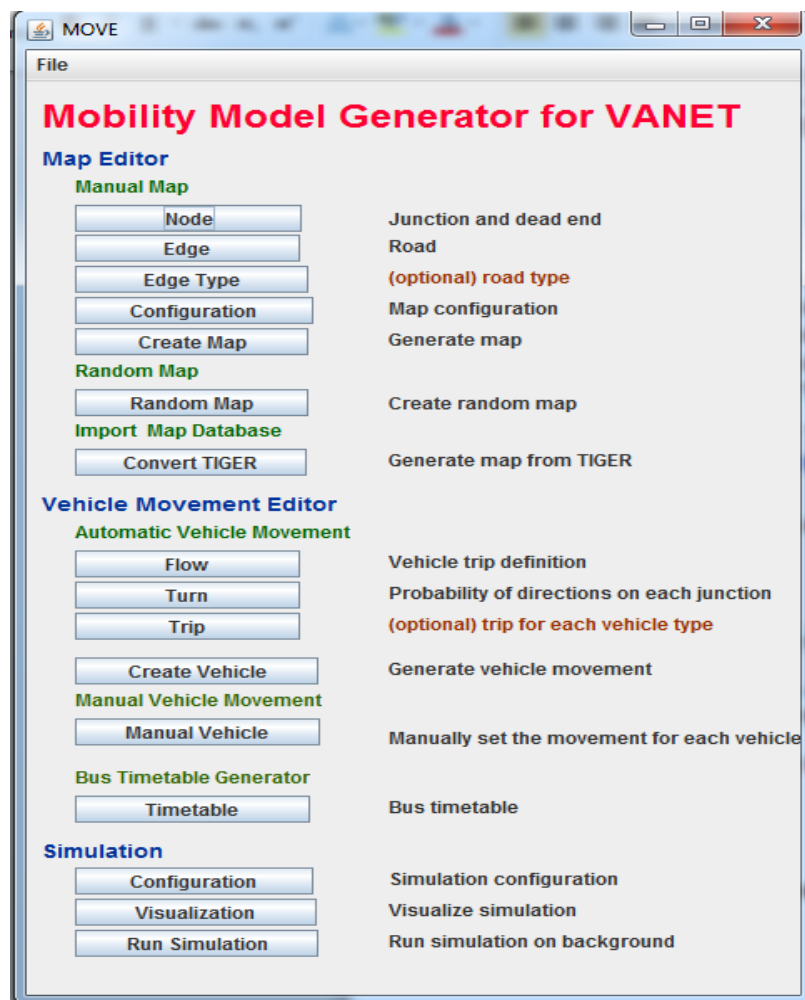 MOVE
File
Mobility Model Generator for VANET
Map Editor
Manual Map
Node Junction and dead end
Edge Road
Edge Type (optional) road type
Configuration Map configuration
Create Map Generate map
Random Map
Random Map Create random map
Import Map Database
Convert TIGER Generate map from TIGER
Vehicle Movement Editor
Automatic Vehicle Movement
Flow Vehicle trip definition
Turn Probability of directions on each junction
Trip (optional) trip for each vehicle type
Create Vehicle Generate vehicle movement
Manual Vehicle Movement
Manual Vehicle Manually set the movement for each vehicle
Bus Timetable Generator
Timetable Bus timetable
Simulation
Configuration Simulation configuration
Visualization Visualize simulation
Run Simulation Run simulation on background